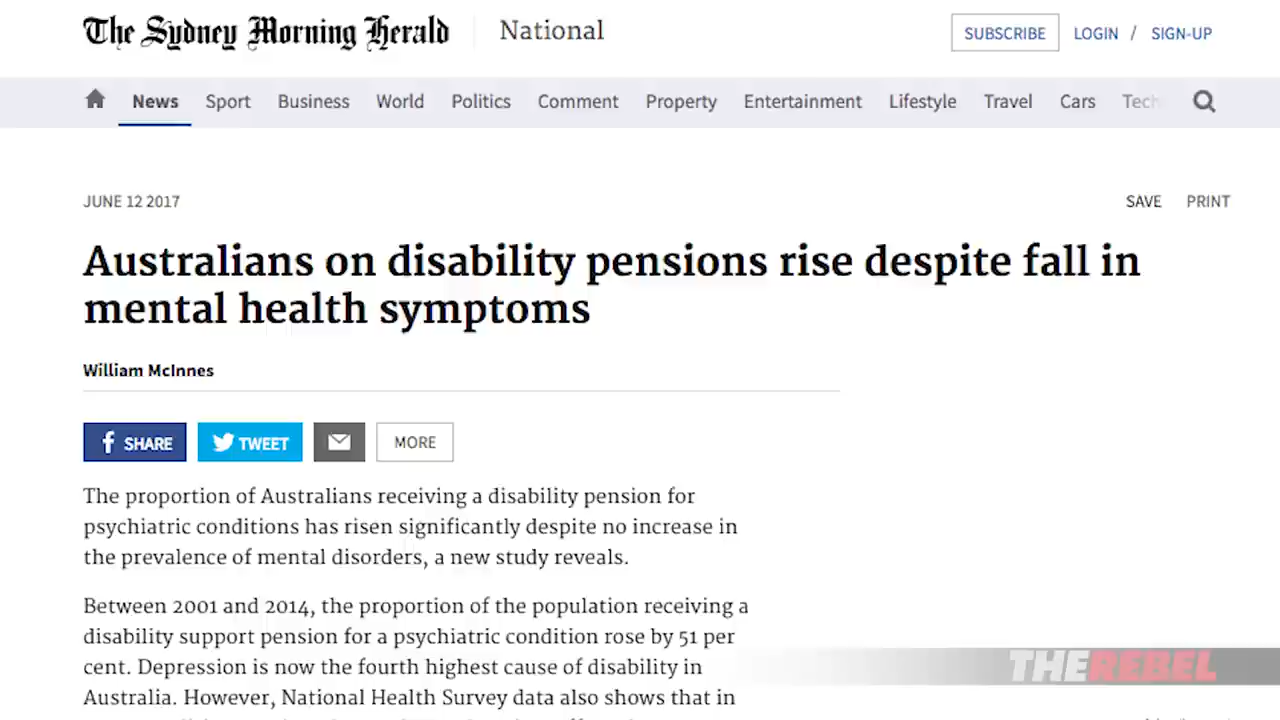 The Sydney Morning Herald National SUBSCRIBE LOGIN / SIGN-UP
News Sport Business World Politics Comment Property Entertainment Lifestyle Travel Cars Tech
JUNE 12 2017 SAVE PRINT
Australians on disability pensions rise despite fall in
mental health symptoms
William McInnes
SHARE TWEET MORE
The proportion of Australians receiving a disability pension for
psychiatric conditions has risen significantly despite no increase in
the prevalence of mental disorders, a new study reveals.
Between 2001 and 2014, the proportion of the population receiving a
disability support pension for a psychiatric condition rose by 51 per
cent. Depression is now the fourth highest cause of disability in
Australia. However, National Health Survey data also shows that in
THE REBEL